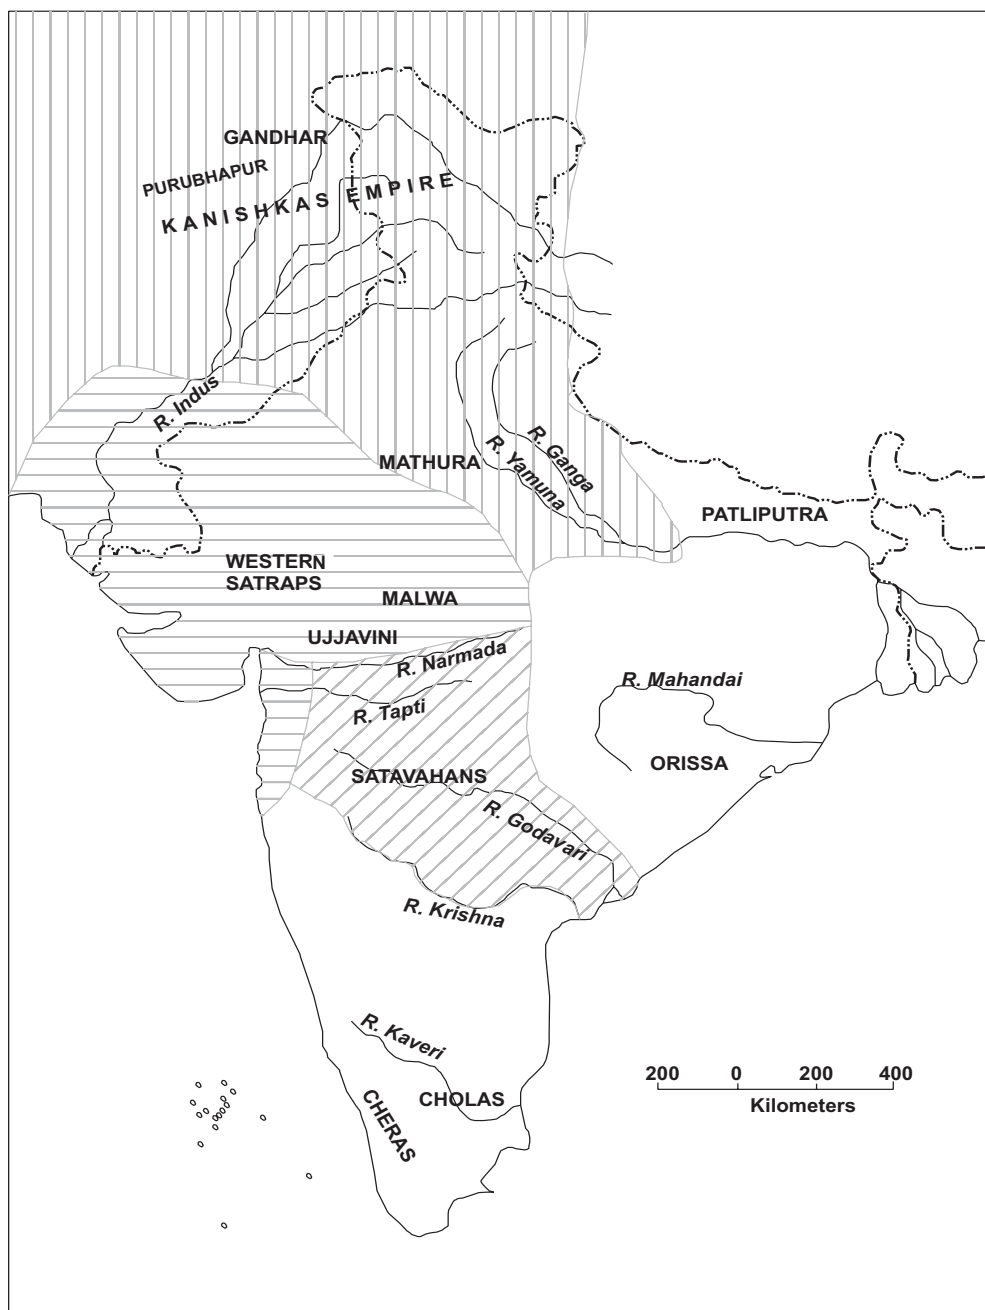 GANDHAR
PURUBHAPUR
KANISHKAS EMPIRE
R. Indus
MATHURA
R. Ganga
R. Yamuna
PATLIPUTRA
WESTERN
SATRAPS
MALWA
UJJAVINI
R. Narmada
R. Mahandai
R. Tapti
ORISSA
SATAVAHANS
R. Godavari
R. Krishna
R. Kaveri
CHOLAS
CHERAS
200 0 200 400
Kilometers